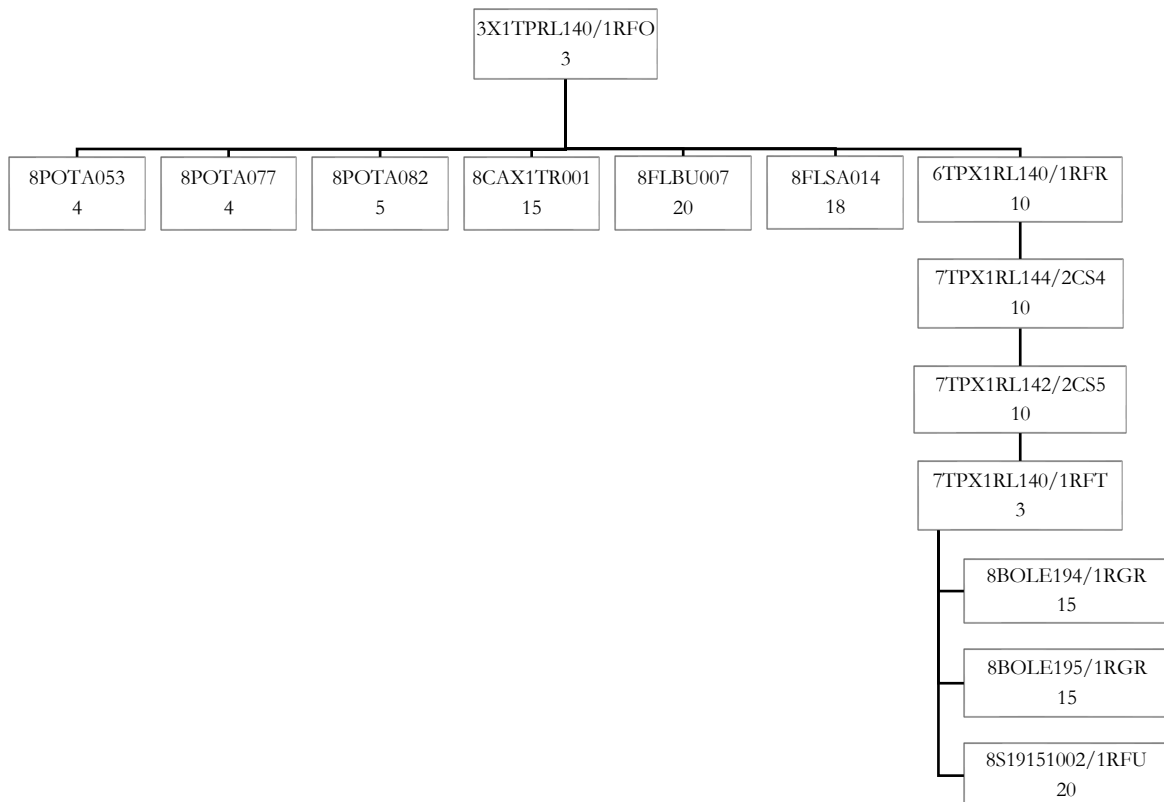 3X1TPRL140/1RFO
3
8POTA053
4
8POTA077
4
8POTA082
5
8CAX1TR001
15
8FLBU007
20
8FLSA014
18
6TPX1RL140/1RFR
10
7TPX1RL144/2CS4
10
7TPX1RL142/2CS5
10
7TPX1RL140/1RFT
3
8BOLE194/1RGR
15
8BOLE195/1RGR
15
8S19151002/1RFU
20